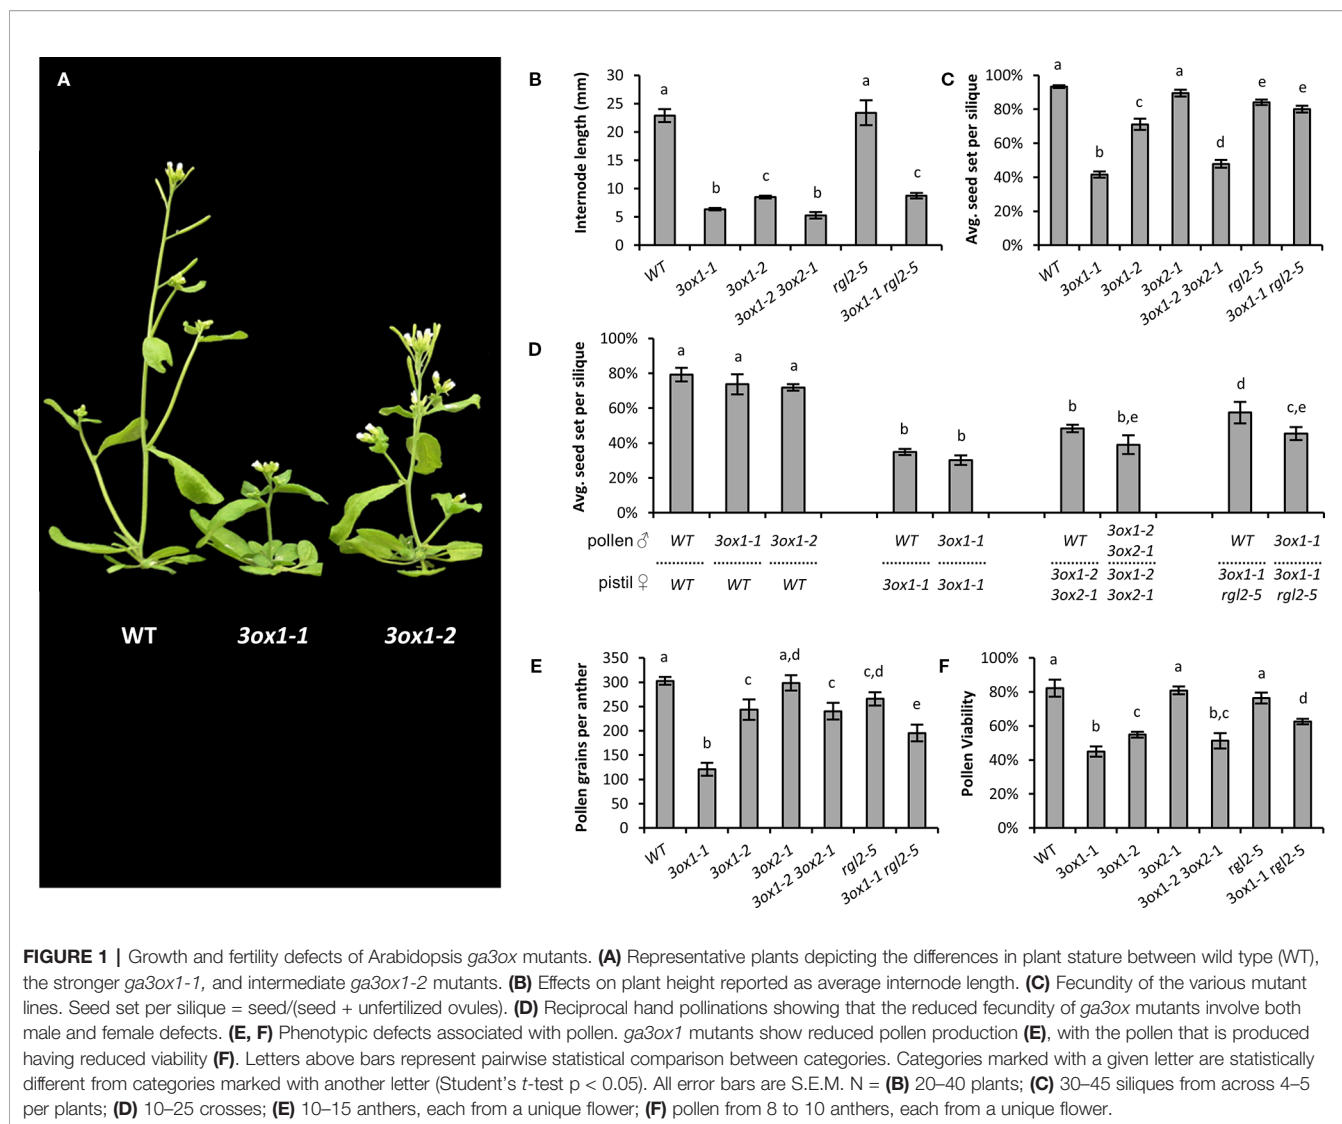 A
WT
3ox1-1
3ox1-2
B
Internode length (mm)
30
25
20
15
10
5
0
a
b
c
b
a
c
WT
3ox1-1
3ox1-2
3ox1-2 3ox2-1
rgl2-5
3ox1-1 rgl2-5
C
Avg. seed set per silique
100%
80%
60%
40%
20%
0%
a
b
c
a
d
e
e
WT
3ox1-1
3ox1-2
3ox2-1
3ox1-2 3ox2-1
rgl2-5
3ox1-1 rgl2-5
D
Avg. seed set per silique
100%
80%
60%
40%
20%
0%
a
a
a
b
b
b
b,e
d
c,e
pollen♂ WT 3ox1-1 3ox1-2 WT 3ox1-1 WT 3ox1-2 3ox2-1 WT 3ox1-1
pistil♀ WT WT WT 3ox1-1 3ox1-1 3ox1-2 3ox2-1 3ox1-2 3ox2-1 3ox1-1 rgl2-5 3ox1-1 rgl2-5
E
Pollen grains per anther
350
300
250
200
150
100
50
0
a
b
c
a,d
c
c,d
e
WT
3ox1-1
3ox1-2
3ox2-1
3ox1-2 3ox2-1
rgl2-5
3ox1-1 rgl2-5
F
Pollen Viability
100%
80%
60%
40%
20%
0%
a
b
c
a
b,c
a
d
WT
3ox1-1
3ox1-2
3ox2-1
3ox1-2 3ox2-1
rgl2-5
3ox1-1 rgl2-5
FIGURE 1 | Growth and fertility defects of Arabidopsis ga3ox mutants. (A) Representative plants depicting the differences in plant stature between wild type (WT),
the stronger ga3ox1-1, and intermediate ga3ox1-2 mutants. (B) Effects on plant height reported as average internode length. (C) Fecundity of the various mutant
lines. Seed set per silique = seed/(seed + unfertilized ovules). (D) Reciprocal hand pollinations showing that the reduced fecundity of ga3ox mutants involve both
male and female defects. (E, F) Phenotypic defects associated with pollen. ga3ox1 mutants show reduced pollen production (E), with the pollen that is produced
having reduced viability (F). Letters above bars represent pairwise statistical comparison between categories. Categories marked with a given letter are statistically
different from categories marked with another letter (Student's t-test p < 0.05). All error bars are S.E.M. N = (B) 20–40 plants; (C) 30–45 siliques from across 4–5
per plants; (D) 10–25 crosses; (E) 10–15 anthers, each from a unique flower; (F) pollen from 8 to 10 anthers, each from a unique flower.